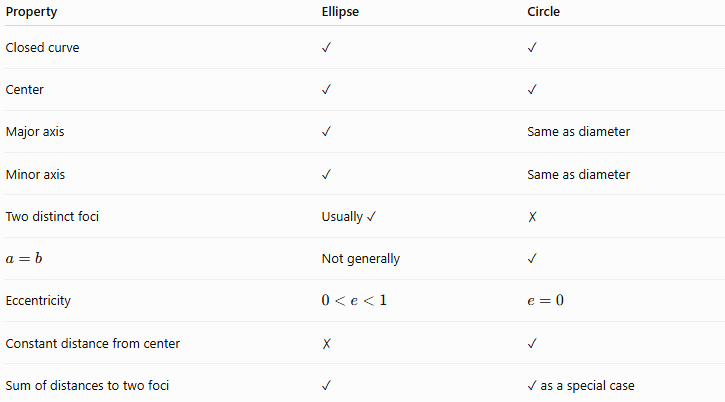 Property Ellipse Circle
Closed curve ✓ ✓
Center ✓ ✓
Major axis ✓ Same as diameter
Minor axis ✓ Same as diameter
Two distinct foci Usually ✓ ✗
a = b Not generally ✓
Eccentricity 0 < e < 1 e = 0
Constant distance from center ✗ ✓
Sum of distances to two foci ✓ ✓ as a special case